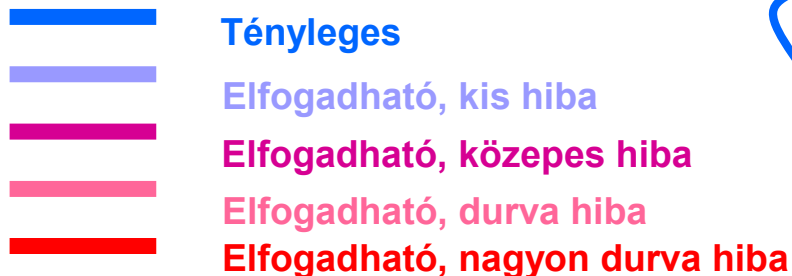 Tényleges
Elfogadható, kis hiba
Elfogadható, közepes hiba
Elfogadható, durva hiba
Elfogadható, nagyon durva hiba